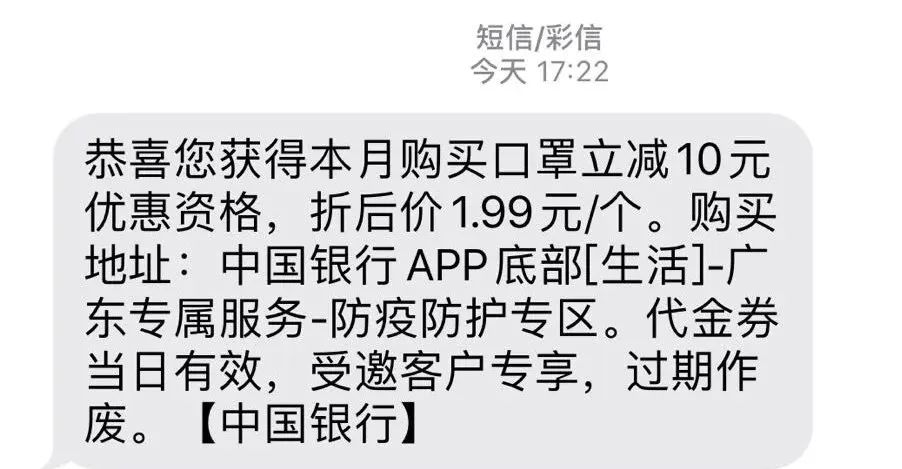 短信/彩信
今天 17:22
恭喜您获得本月购买口罩立减10元
优惠资格，折后价1.99元/个。购买
地址：中国银行APP底部[生活]-广
东专属服务-防疫防护专区。代金券
当日有效，受邀客户专享，过期作
废。【中国银行】